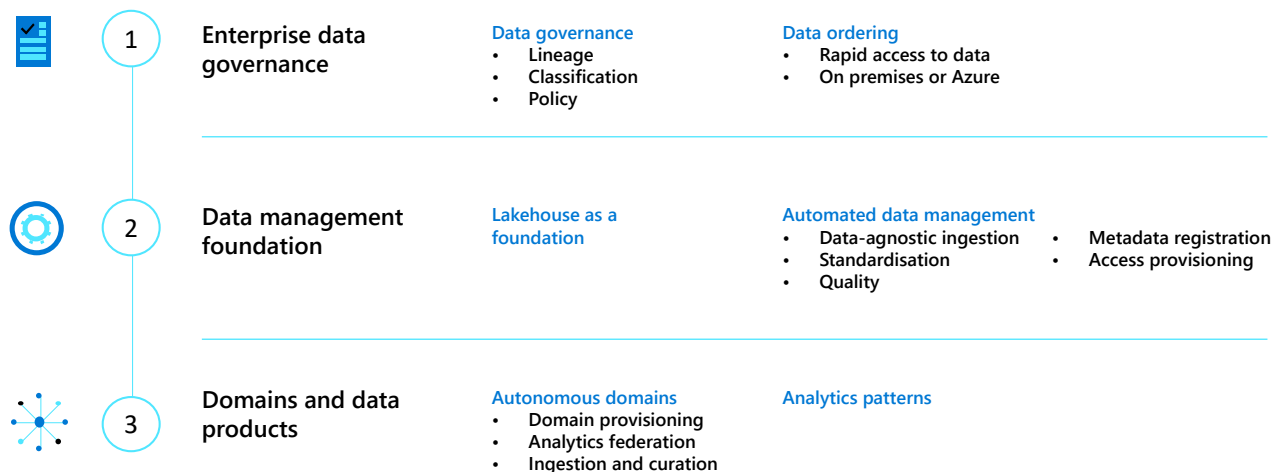 1
Enterprise data
governance
Data governance
• Lineage
• Classification
• Policy
Data ordering
• Rapid access to data
• On premises or Azure
2
Data management
foundation
Lakehouse as a
foundation
Automated data management
• Data-agnostic ingestion
• Standardisation
• Quality
• Metadata registration
• Access provisioning
3
Domains and data
products
Autonomous domains
• Domain provisioning
• Analytics federation
• Ingestion and curation
Analytics patterns